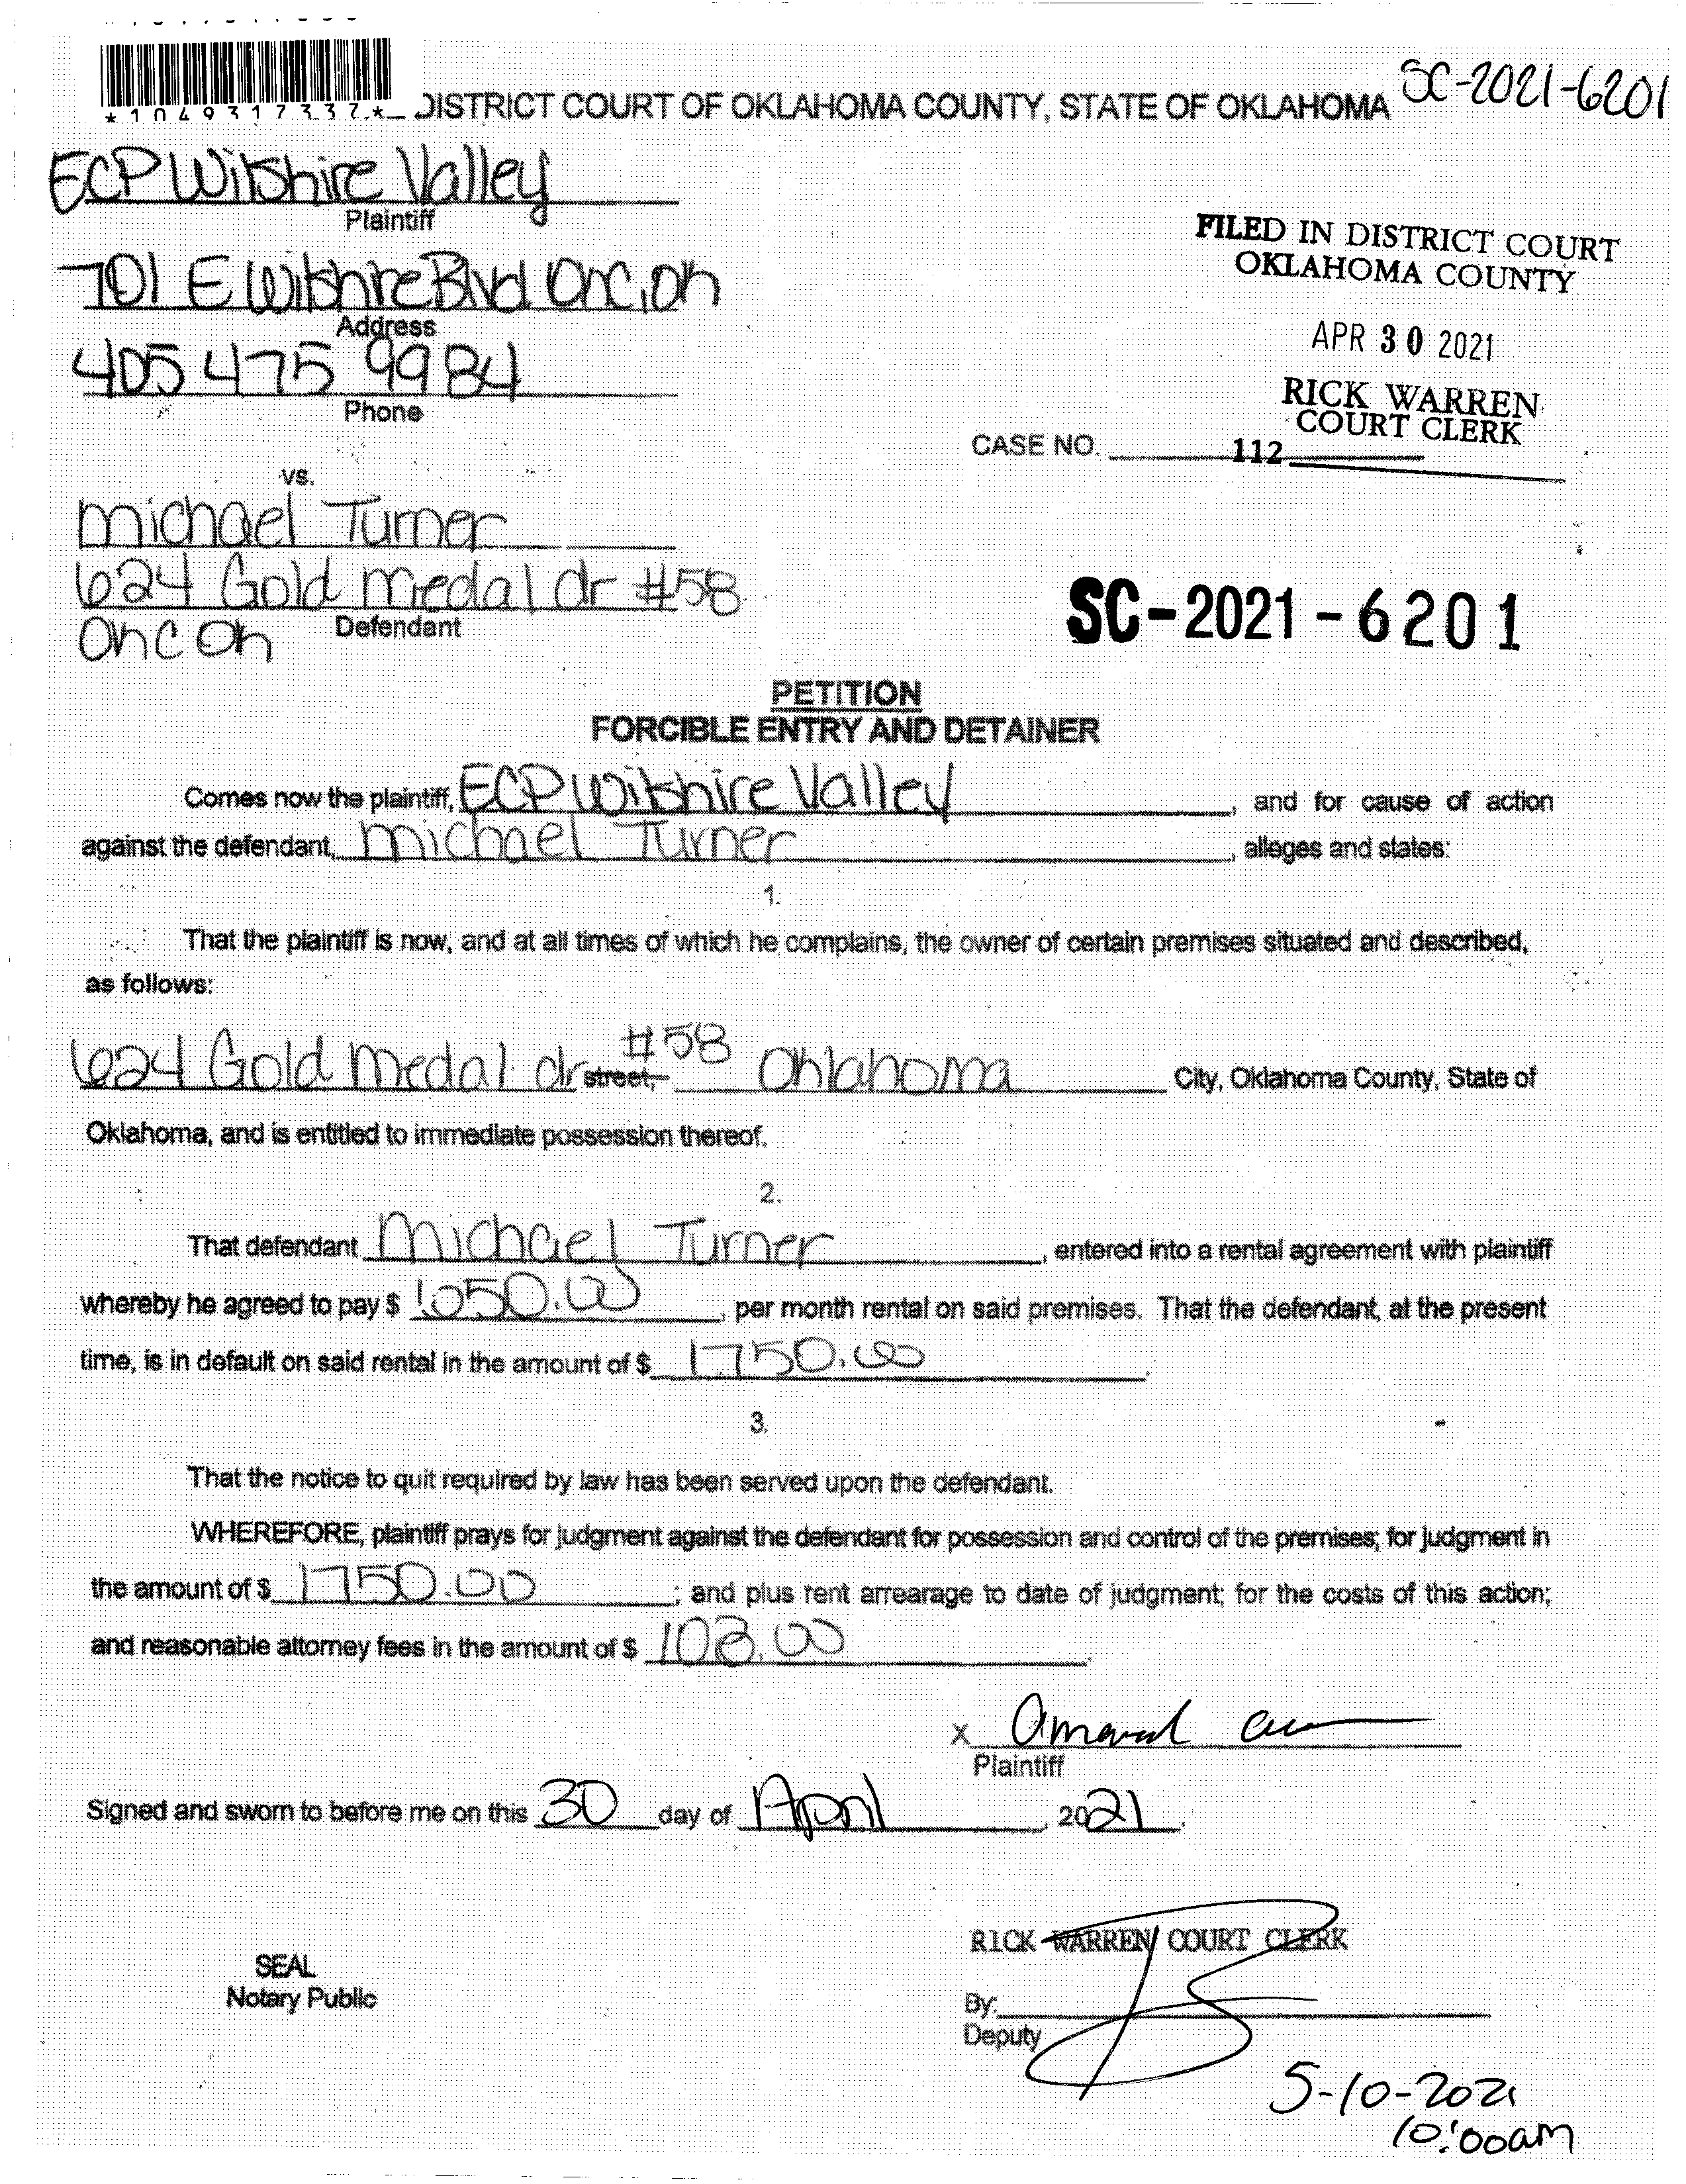 *1049317337*
DISTRICT COURT OF OKLAHOMA COUNTY, STATE OF OKLAHOMA
SC-2021-6201
ECP Wilshire Valley
Plaintiff
701 E Wilshire Blvd OKC, OK
Address
405 475 9984
Phone
FILED IN DISTRICT COURT
OKLAHOMA COUNTY
APR 30 2021
RICK WARREN
COURT CLERK
CASE NO. 112
vs.
Michael Turner
624 Gold Medal dr #58
OKC OK
Defendant
SC-2021-6201
PETITION
FORCIBLE ENTRY AND DETAINER
Comes now the plaintiff, ECP Wilshire Valley, and for cause of action
against the defendant, Michael Turner, alleges and states:
1.
That the plaintiff is now, and at all times of which he complains, the owner of certain premises situated and described,
as follows:
624 Gold Medal dr street, #58 Oklahoma City, Oklahoma County, State of
Oklahoma, and is entitled to immediate possession thereof.
2.
That defendant Michael Turner, entered into a rental agreement with plaintiff
whereby he agreed to pay $ 1,050.00, per month rental on said premises. That the defendant, at the present
time, is in default on said rental in the amount of $ 1,750.00.
3.
That the notice to quit required by law has been served upon the defendant.
WHEREFORE, plaintiff prays for judgment against the defendant for possession and control of the premises; for judgment in
the amount of $ 1750.00; and plus rent arrearage to date of judgment; for the costs of this action;
and reasonable attorney fees in the amount of $ 108.00.
X
Plaintiff
Signed and sworn to before me on this 30 day of April, 2021.
SEAL
Notary Public
RICK WARREN COURT CLERK
By:
Deputy
5-10-2021
10:00am